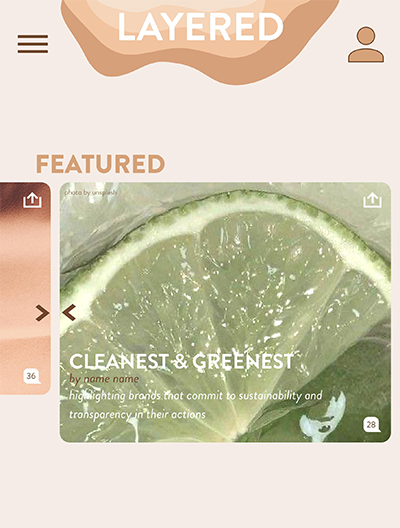 LAYERED
FEATURED
photo by unsplash
CLEANEST & GREENEST
by name name
highlighting brands that commit to sustainability and
transparency in their actions
36
28